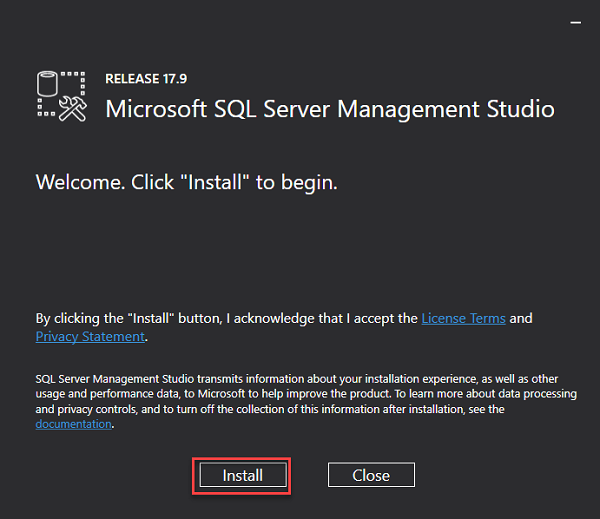 RELEASE 17.9
Microsoft SQL Server Management Studio
Welcome. Click "Install" to begin.
By clicking the "Install" button, I acknowledge that I accept the License Terms and
Privacy Statement.
SQL Server Management Studio transmits information about your installation experience, as well as other
usage and performance data, to Microsoft to help improve the product. To learn more about data processing
and privacy controls, and to turn off the collection of this information after installation, see the
documentation.
Install
Close